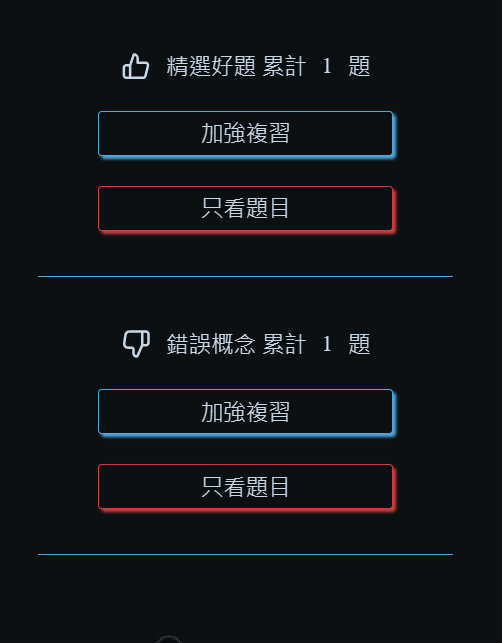 精選好題 累計 1 題
加強複習
只看題目
錯誤概念 累計 1 題
加強複習
只看題目